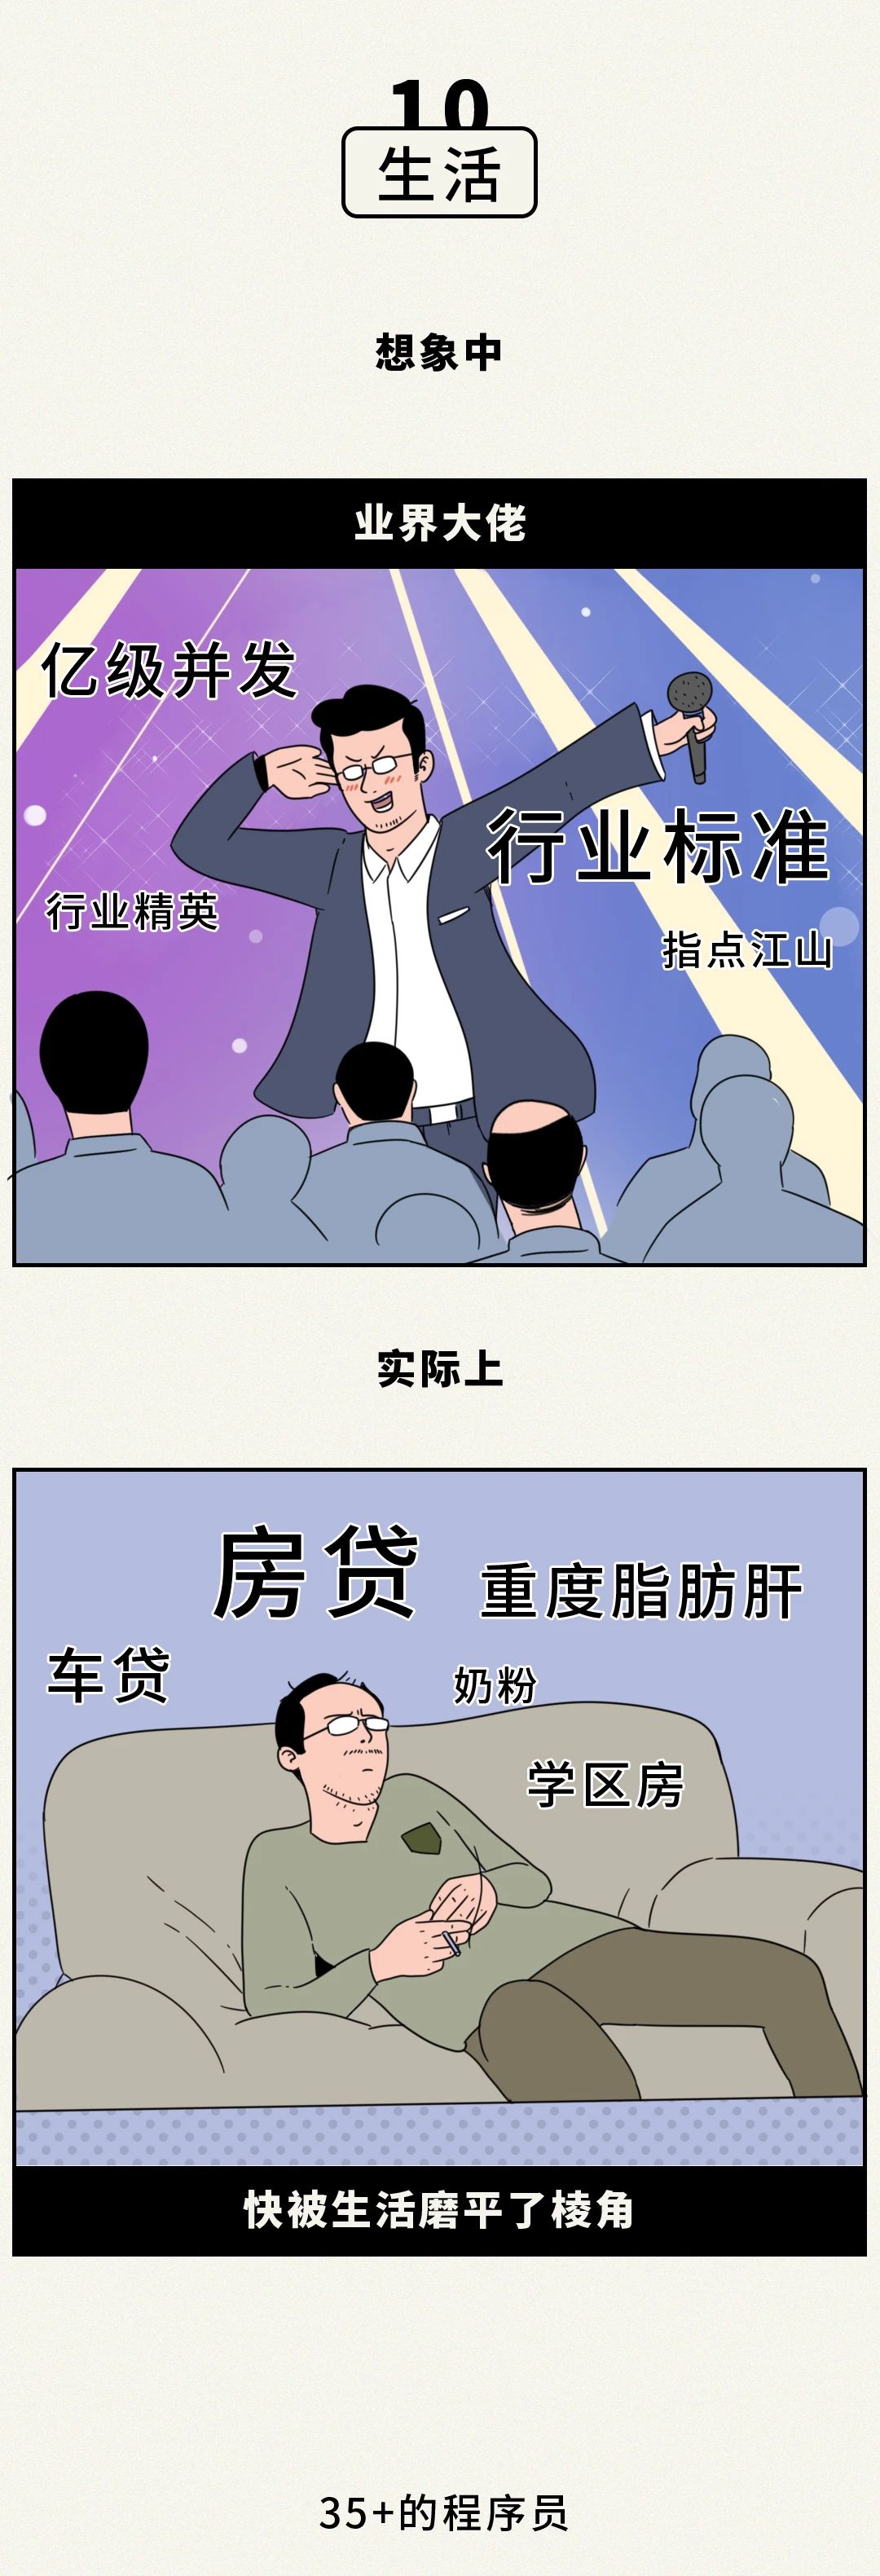 10
生活
想象中
业界大佬
亿级并发
行业标准
行业精英
指点江山
实际上
房贷
重度脂肪肝
车贷
奶粉
学区房
快被生活磨平了棱角
35+的程序员